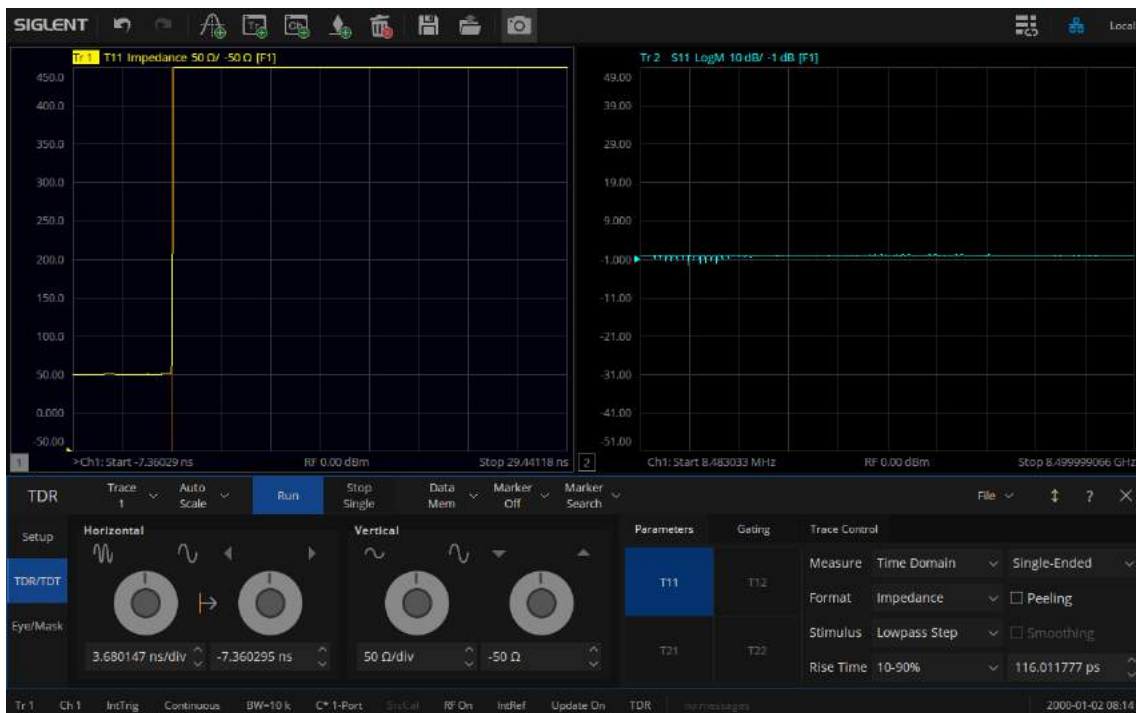 SIGLENT
Local
Tr 1 T11 Impedance 50 Ω/ -50 Ω [F1]
450.0
400.0
350.0
300.0
250.0
200.0
150.0
100.0
50.00
0.000
-50.00
1 >Ch1: Start -7.36029 ns RF 0.00 dBm Stop 29.44118 ns
Tr 2 S11 LogM 10 dB/ -1 dB [F1]
49.00
39.00
29.00
19.00
9.000
-1.000
-11.00
-21.00
-31.00
-41.00
-51.00
2 Ch1: Start 8.483033 MHz RF 0.00 dBm Stop 8.499999066 GHz
TDR Trace 1 Auto Scale Run Stop Single Data Mem Marker Off Marker Search File ?
Setup
TDR/TDT
Eye/Mask
Horizontal
3.680147 ns/div -7.360295 ns
Vertical
50 Ω/div -50 Ω
Parameters Gating
T11 T12
T21 T22
Trace Control
Measure Time Domain Single-Ended
Format Impedance Peeling
Stimulus Lowpass Step Smoothing
Rise Time 10-90% 116.011777 ps
Tr 1 Ch 1 IntTrig Continuous BW=10 k C* 1-Port SrcCal RF On IntRef Update On TDR no messages 2000-01-02 08:14